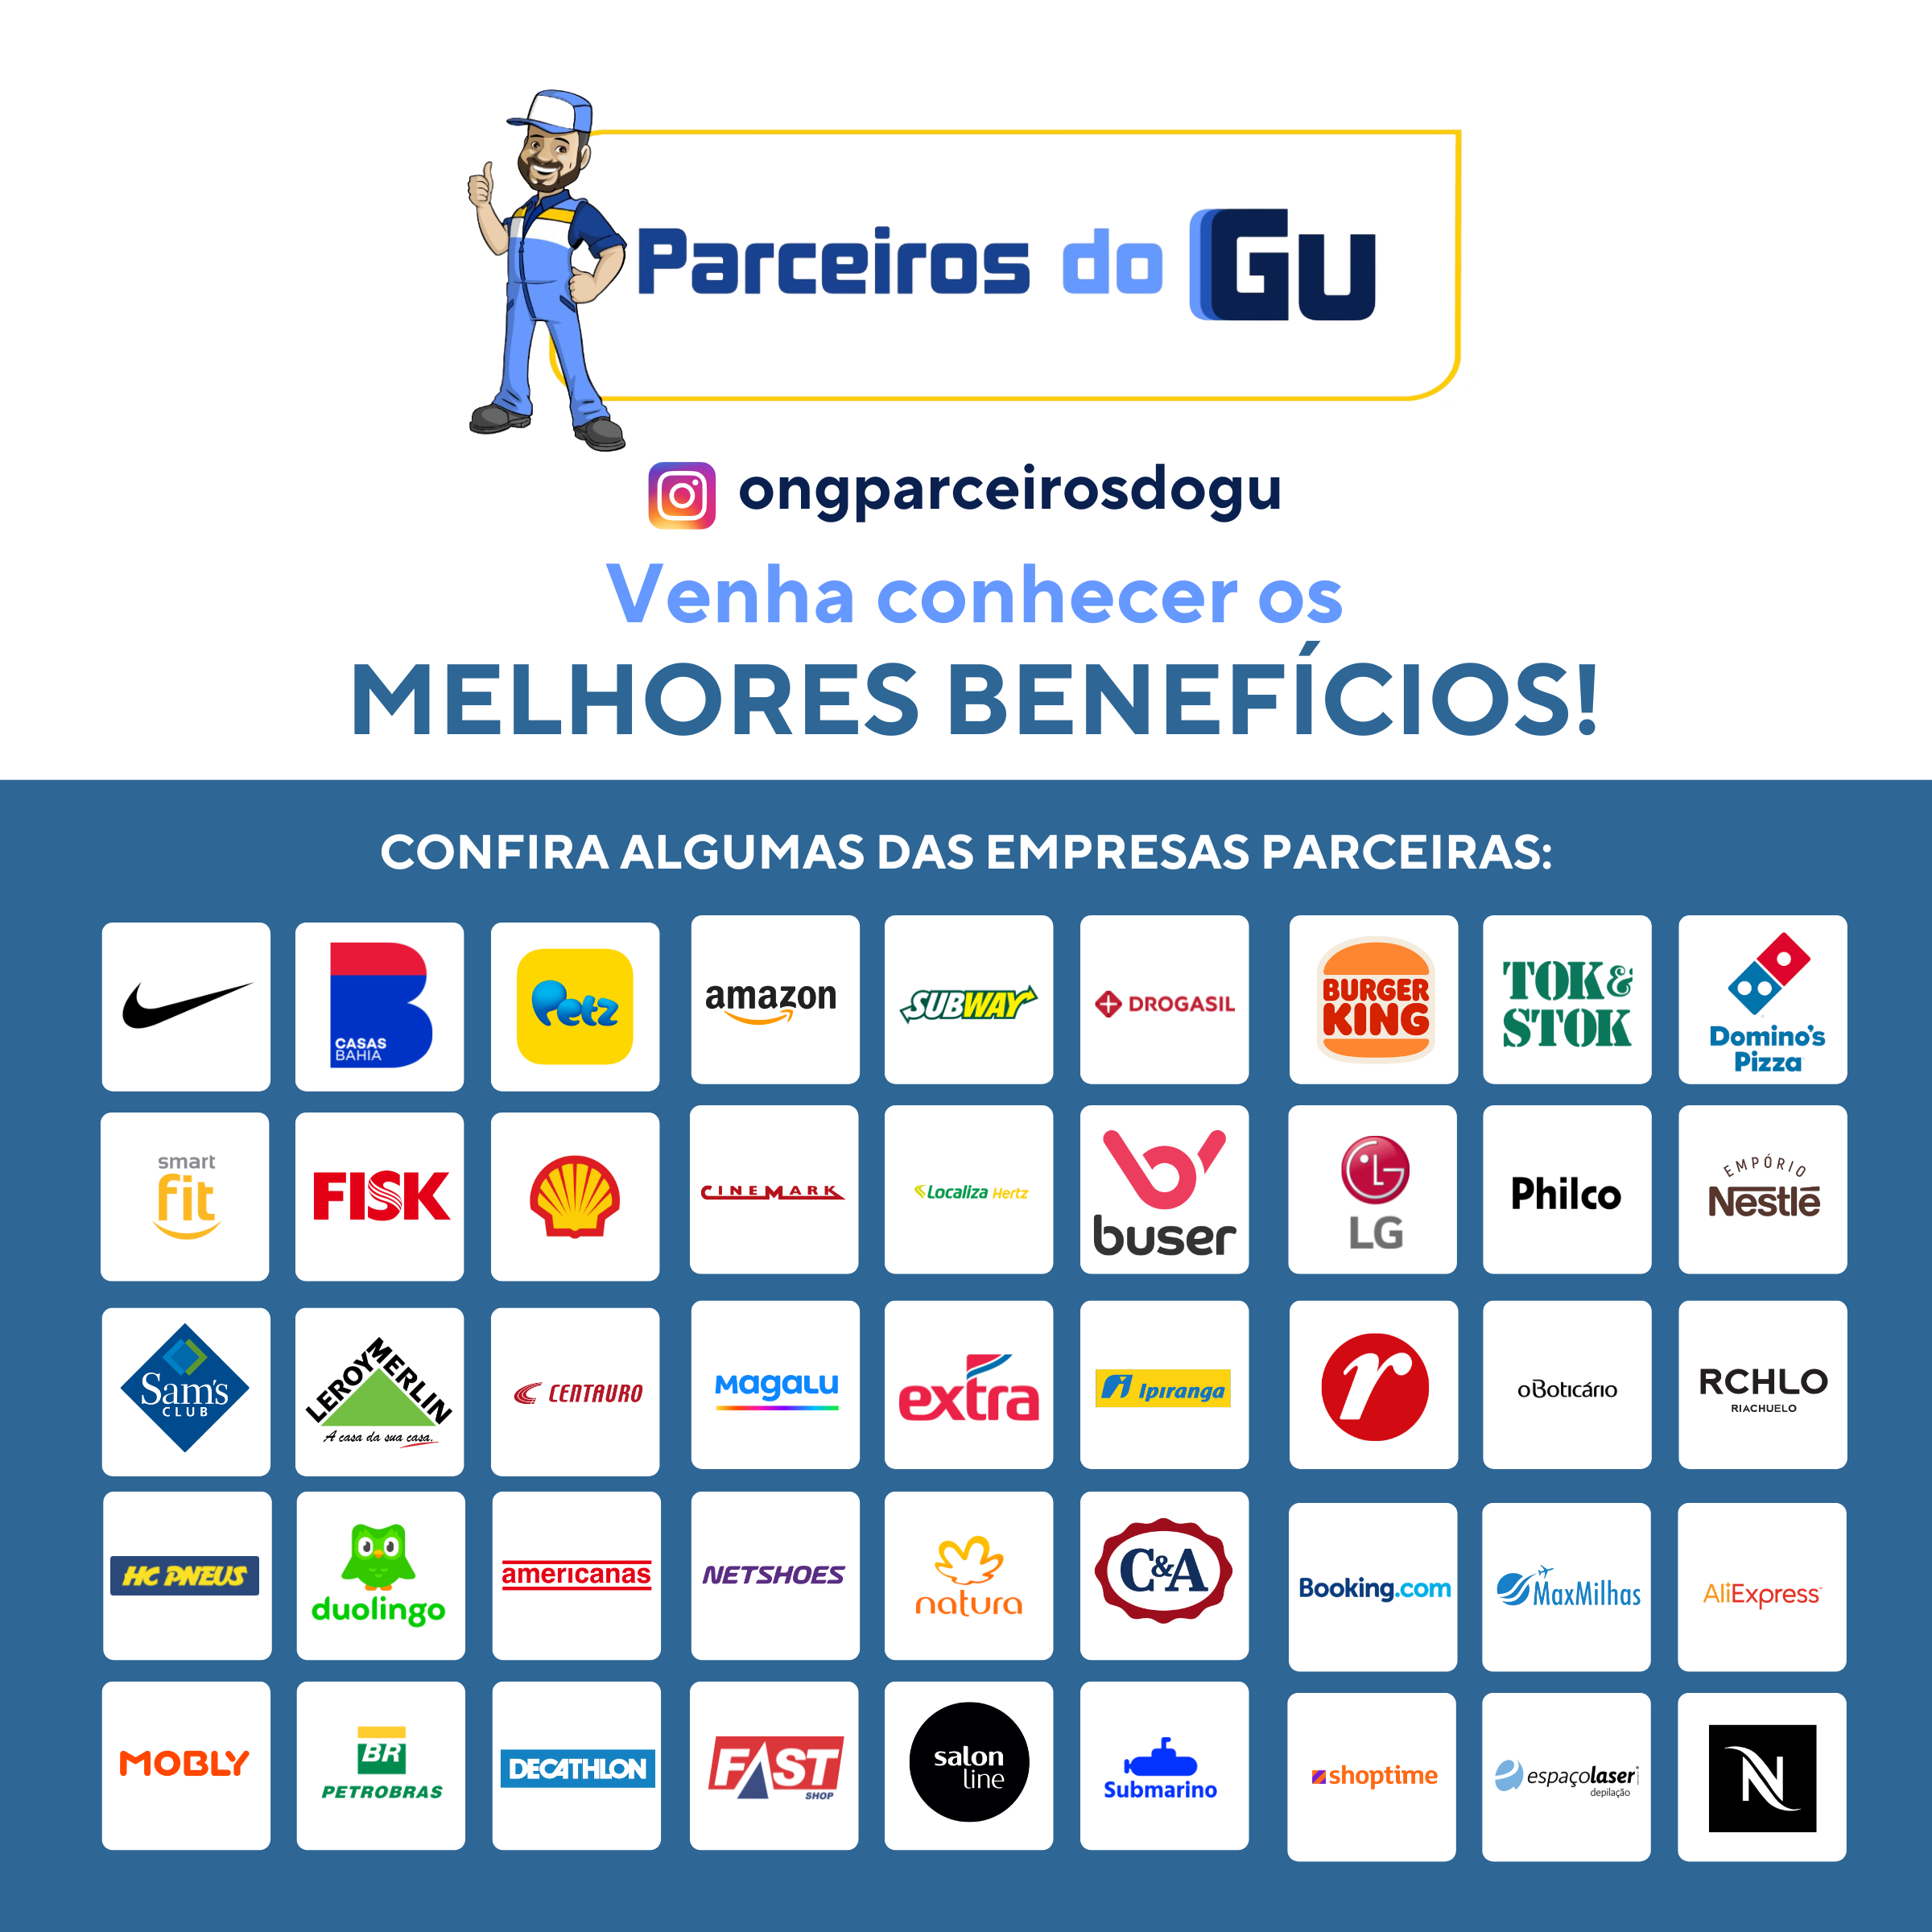 Parceiros do Gu
ongparceirosdogu
Venha conhecer os
MELHORES BENEFÍCIOS!
CONFIRA ALGUMAS DAS EMPRESAS PARCEIRAS:
CASAS
BAHIA
Petz
amazon
SUBWAY
DROGASIL
BURGER
KING
TOK&
STOK
Domino's
Pizza
smart
fit
FISK
CINEMARK
Localiza Hertz
buser
LG
LG
Philco
EMPÓRIO
Nestlé
Sam's
CLUB
LEROY MERLIN
A casa da sua casa.
CENTAURO
Magalu
extra
Ipiranga
r
oBoticário
RCHLO
RIACHUELO
HC PNEUS
duolingo
americanas
NETSHOES
natura
C&A
Booking.com
MaxMilhas
AliExpress
MOBLY
BR
PETROBRAS
DECATHLON
FAST
SHOP
salon
line
Submarino
shoptime
espaçolaser
depilação
N